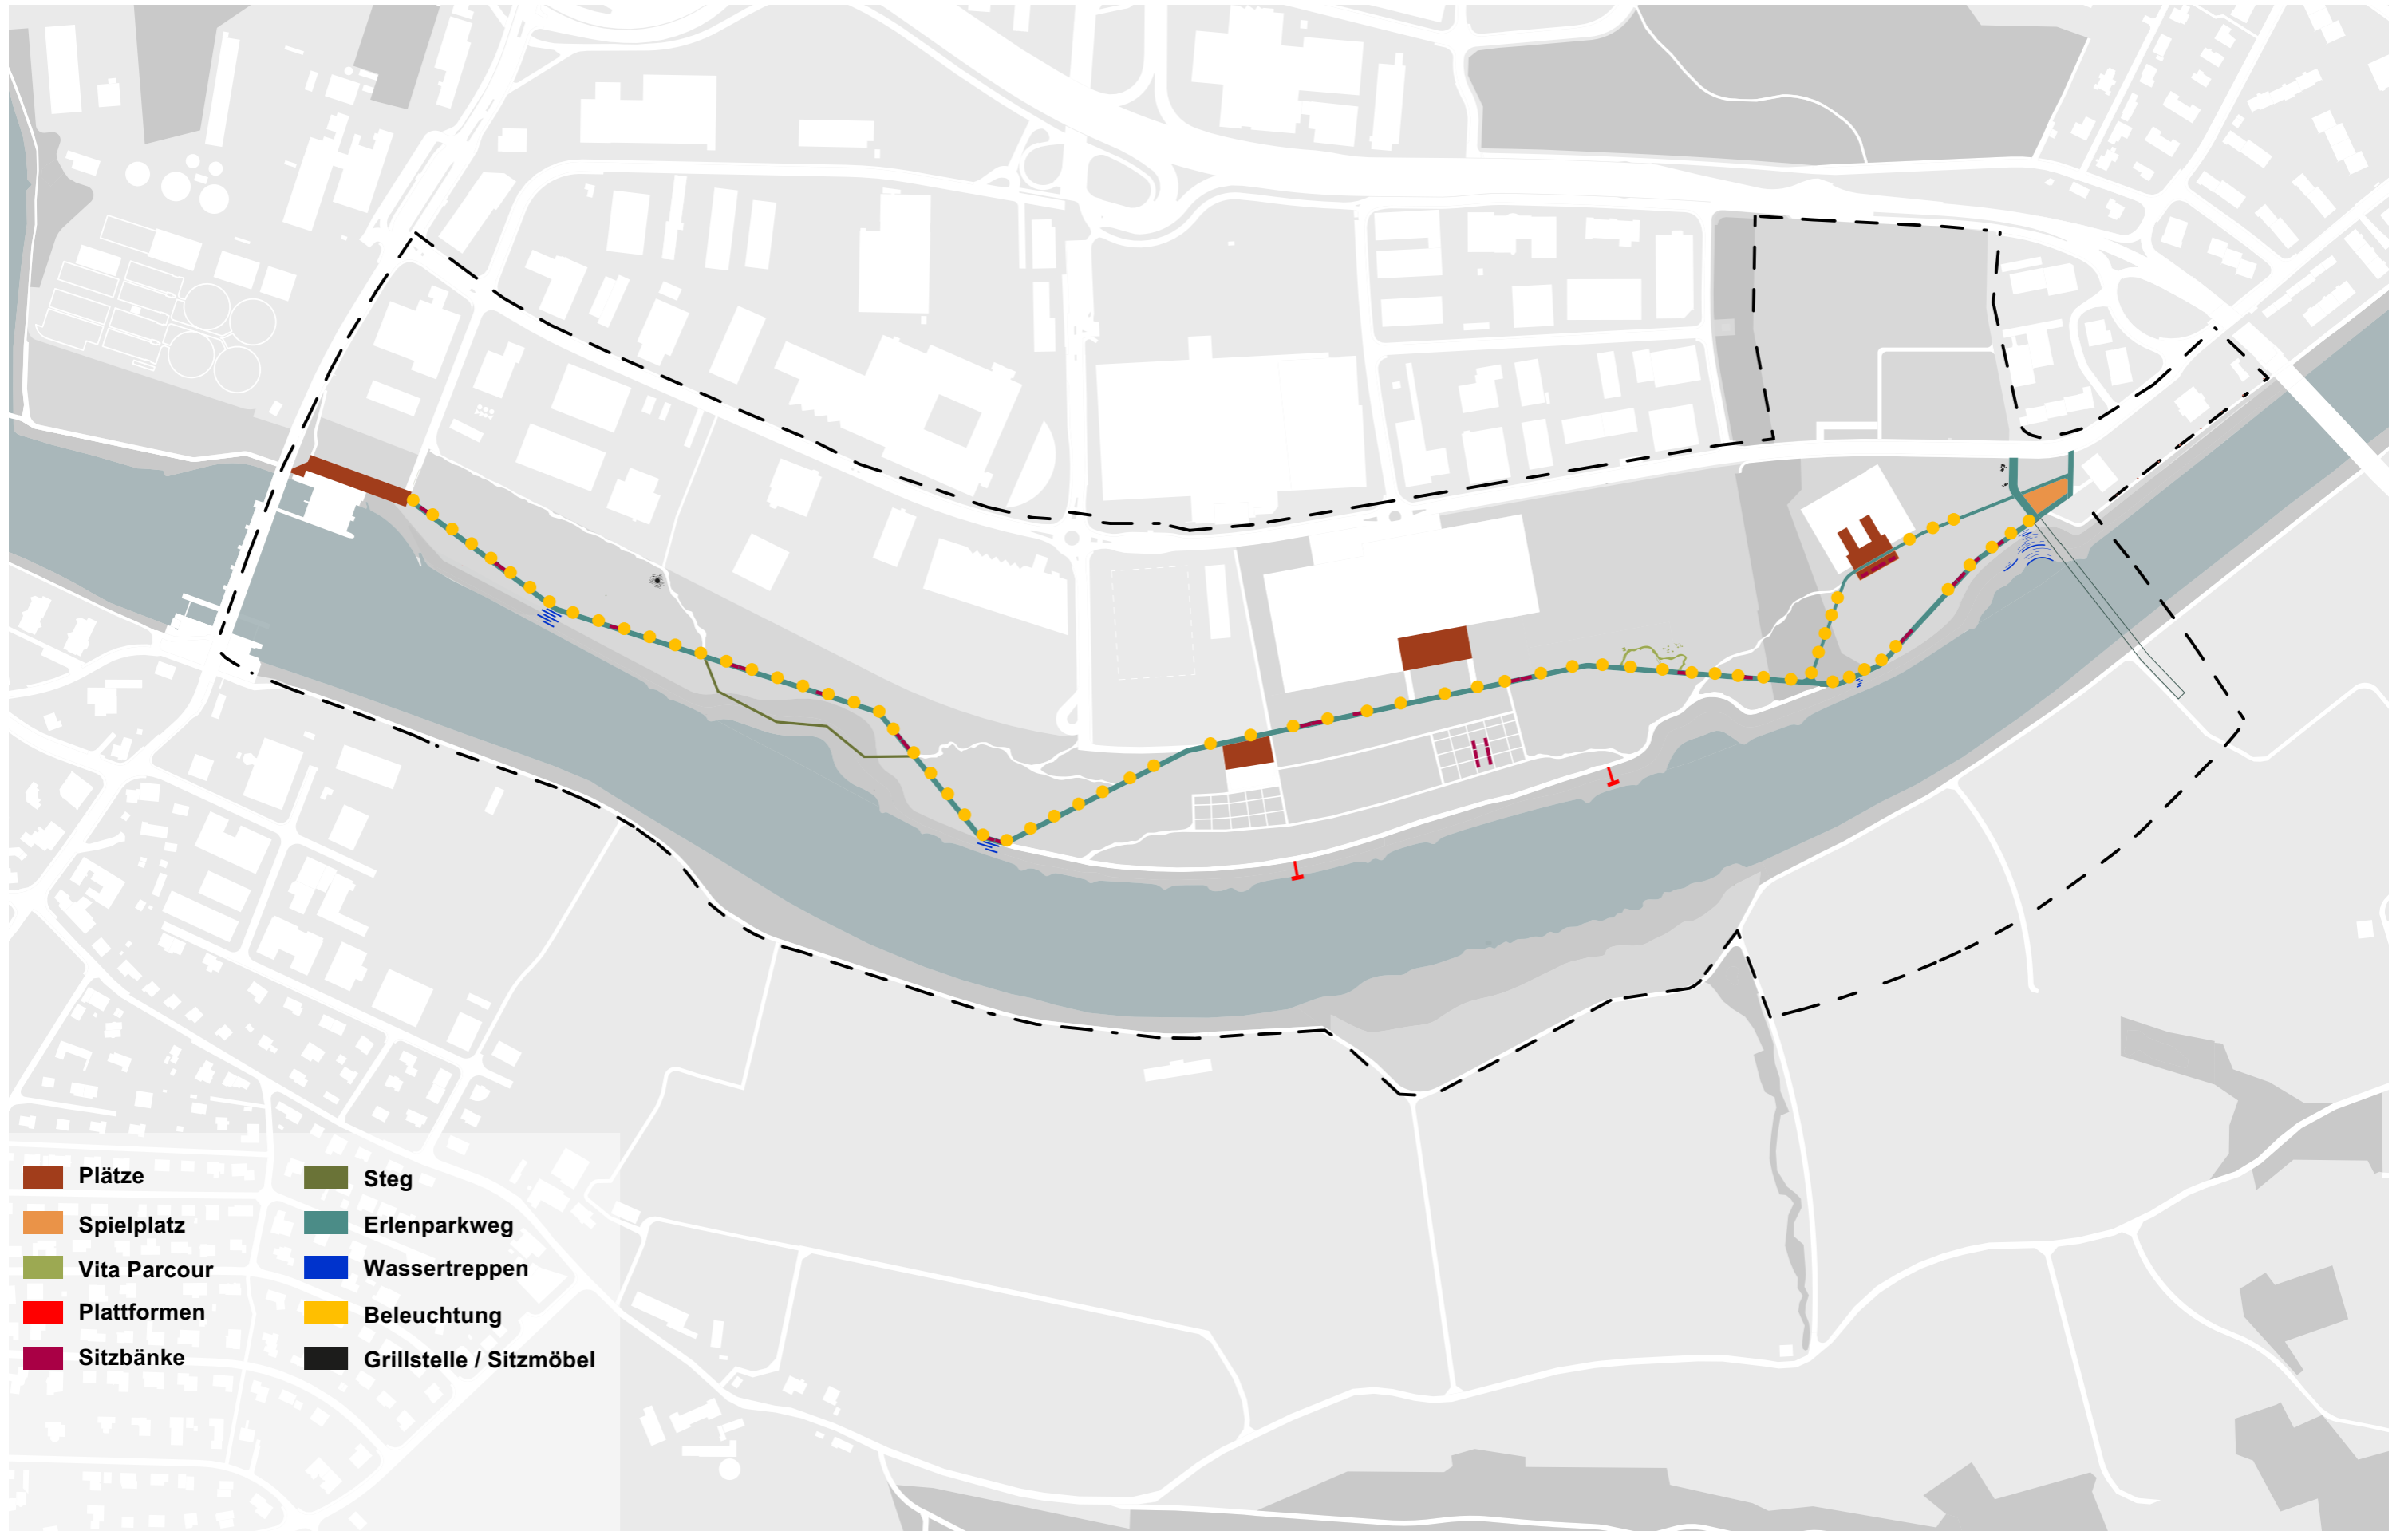 Plätze
Spielplatz
Vita Parcour
Plattformen
Sitzbänke
Steg
Erlenparkweg
Wassertreppen
Beleuchtung
Grillstelle / Sitzmöbel